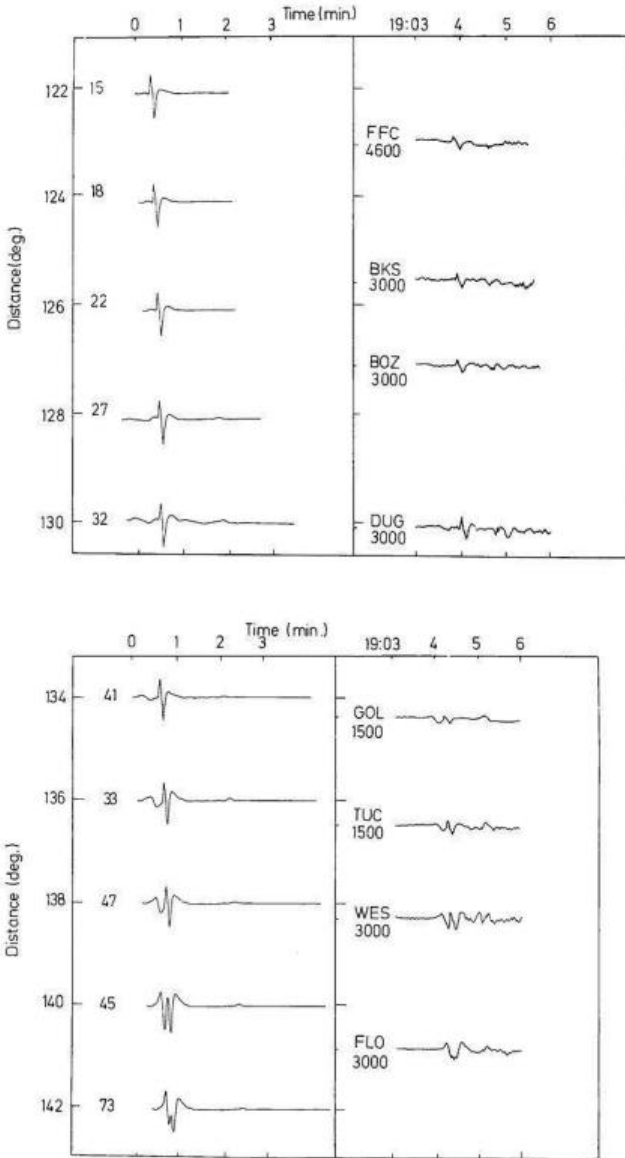 Time (min.)
0 1 2 3 19:03 4 5 6
122 15
FFC
4600
124 18
BKS
3000
126 22
BOZ
3000
128 27
130 32
DUG
3000
Distance(deg.)
Time (min.)
0 1 2 3 19:03 4 5 6
134 41
GOL
1500
136 33
TUC
1500
138 47
WES
3000
140 45
FLO
3000
142 73
Distance (deg.)